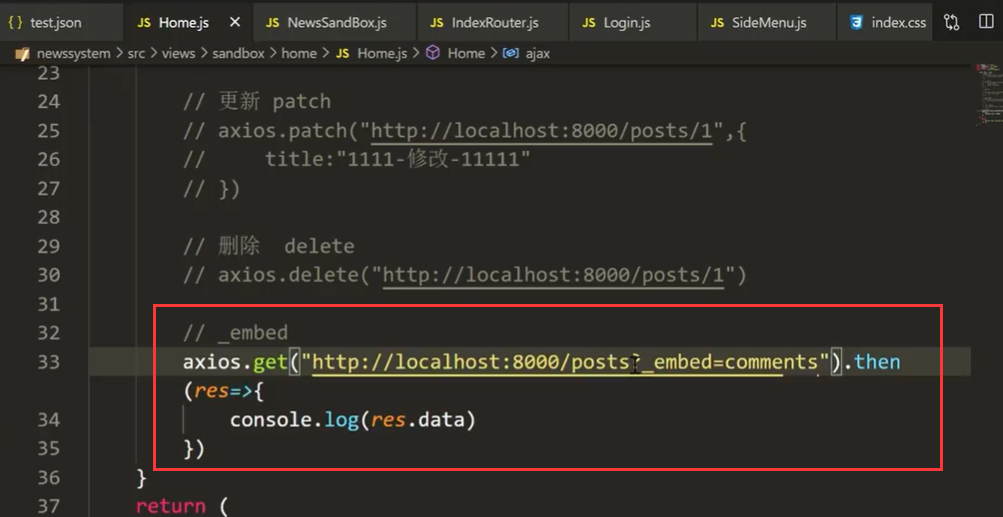 {} test.json JS Home.js × JS NewsSandBox.js JS IndexRouter.js JS Login.js JS SideMenu.js index.css
newssystem > src > views > sandbox > home > JS Home.js > Home > ajax
23
24 // 更新 patch
25 // axios.patch("http://localhost:8000/posts/1",{
26 //     title:"1111-修改-11111"
27 // })
28
29 // 删除  delete
30 // axios.delete("http://localhost:8000/posts/1")
31
32 // _embed
33 axios.get("http://localhost:8000/posts?_embed=comments").then
(res=>{
34     console.log(res.data)
35 })
36 }
37 return (